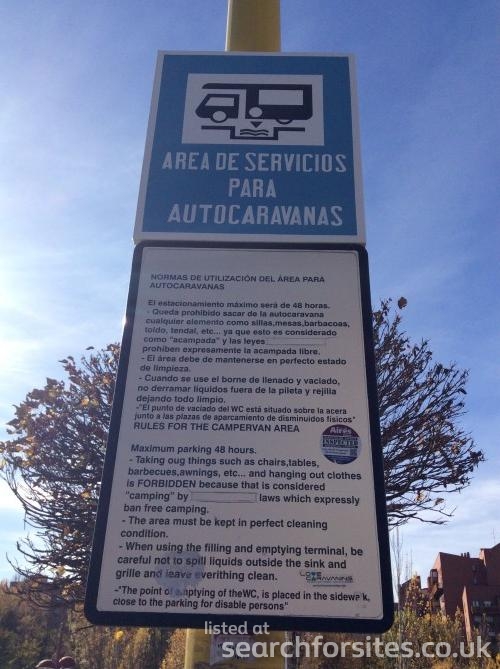 AREA DE SERVICIOS
PARA
AUTOCARAVANAS
NORMAS DE UTILIZACIÓN DEL ÁREA PARA
AUTOCARAVANAS
El estacionamiento máximo será de 48 horas.
- Queda prohibido sacar de la autocaravana
cualquier elemento como sillas,mesas,barbacoas,
toldo, tendal, etc... ya que esto es considerado
como "acampada" y las leyes
prohiben expresamente la acampada libre.
- El área debe de mantenerse en perfecto estado
de limpieza.
- Cuando se use el borne de llenado y vaciado,
no derramar liquidos fuera de la pileta y rejilla
dejando todo limpio.
-"El punto de vaciado del WC está situado sobre la acera
junto a las plazas de aparcamiento de disminuidos físicos"
RULES FOR THE CAMPERVAN AREA
Aires
INSPECTED
Maximum parking 48 hours.
- Taking oug things such as chairs,tables,
barbecues,awnings, etc... and hanging out clothes
is FORBIDDEN because that is considered
"camping" by laws which expressly
ban free camping.
- The area must be kept in perfect cleaning
condition.
- When using the filling and emptying terminal, be
careful not to spill liquids outside the sink and
grille and leave everithing clean.
CARAVANING
-"The point of emptying of theWC, is placed in the sidewalk,
close to the parking for disable persons"
listed at
searchforsites.co.uk